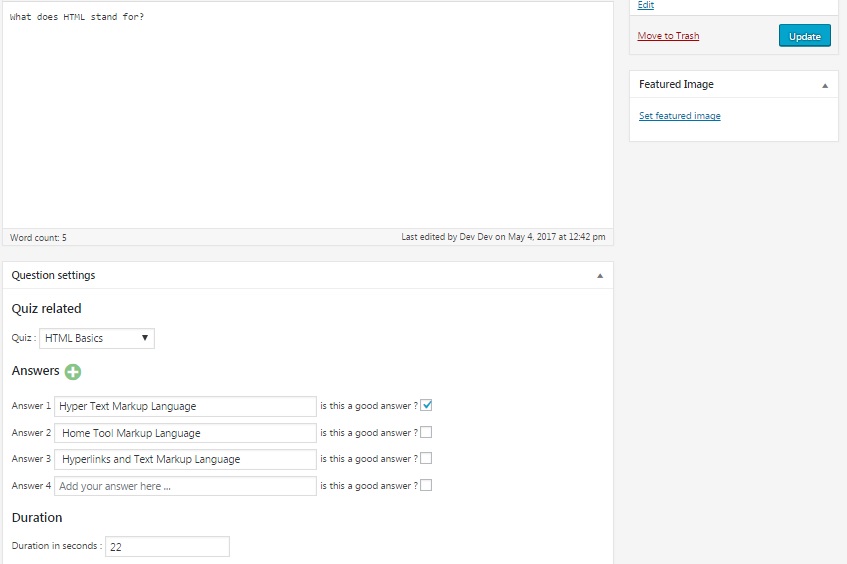 What does HTML stand for?
Word count: 5
Last edited by Dev Dev on May 4, 2017 at 12:42 pm
Edit
Move to Trash
Update
Featured Image
Set featured image
Question settings
Quiz related
Quiz : HTML Basics
Answers
Answer 1 Hyper Text Markup Language is this a good answer ?
Answer 2 Home Tool Markup Language is this a good answer ?
Answer 3 Hyperlinks and Text Markup Language is this a good answer ?
Answer 4 Add your answer here ... is this a good answer ?
Duration
Duration in seconds : 22